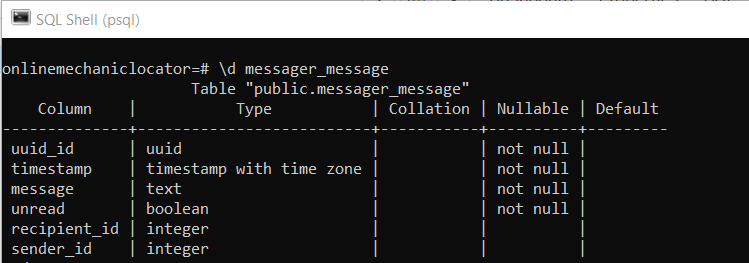 SQL Shell (psql)
onlinemechaniclocator=# \d messager_message
Table "public.messager_message"
Column | Type | Collation | Nullable | Default
-------------+--------------------------+-----------+----------+---------
uuid_id | uuid | | not null |
timestamp | timestamp with time zone | | not null |
message | text | | not null |
unread | boolean | | not null |
recipient_id | integer | | |
sender_id | integer | | |